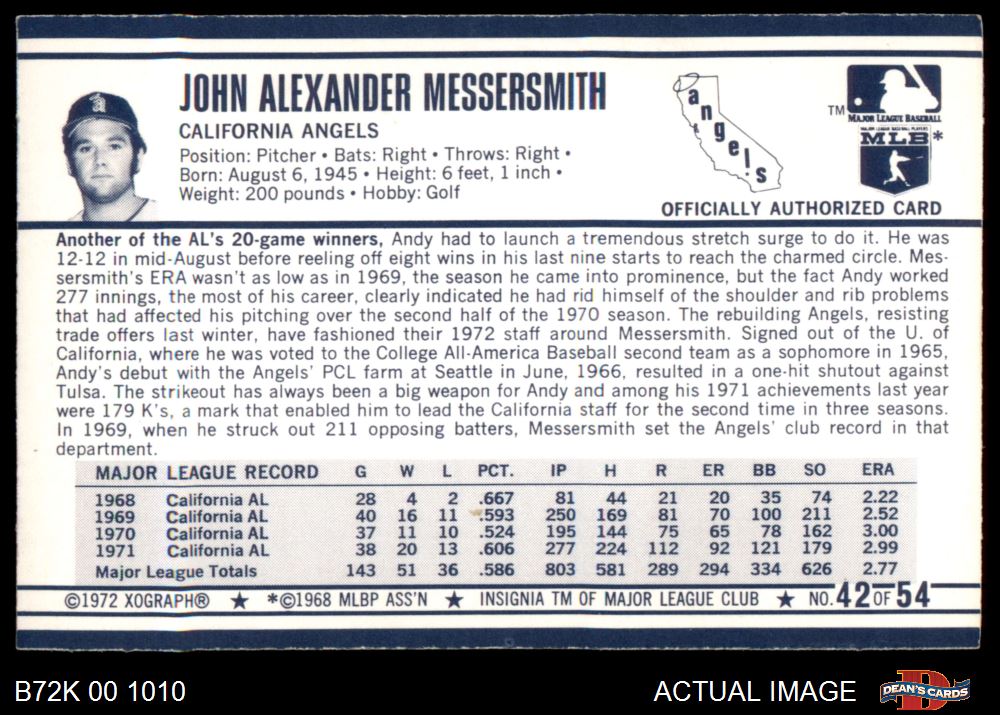 JOHN ALEXANDER MESSERSMITH
CALIFORNIA ANGELS
Position: Pitcher • Bats: Right • Throws: Right •
Born: August 6, 1945 • Height: 6 feet, 1 inch •
Weight: 200 pounds • Hobby: Golf
angels
TM
MAJOR LEAGUE BASEBALL
MAJOR LEAGUE BASEBALL PLAYERS
MLB*
OFFICIALLY AUTHORIZED CARD
Another of the AL's 20-game winners, Andy had to launch a tremendous stretch surge to do it. He was
12-12 in mid-August before reeling off eight wins in his last nine starts to reach the charmed circle. Mes-
sersmith's ERA wasn't as low as in 1969, the season he came into prominence, but the fact Andy worked
277 innings, the most of his career, clearly indicated he had rid himself of the shoulder and rib problems
that had affected his pitching over the second half of the 1970 season. The rebuilding Angels, resisting
trade offers last winter, have fashioned their 1972 staff around Messersmith. Signed out of the U. of
California, where he was voted to the College All-America Baseball second team as a sophomore in 1965,
Andy's debut with the Angels' PCL farm at Seattle in June, 1966, resulted in a one-hit shutout against
Tulsa. The strikeout has always been a big weapon for Andy and among his 1971 achievements last year
were 179 K's, a mark that enabled him to lead the California staff for the second time in three seasons.
In 1969, when he struck out 211 opposing batters, Messersmith set the Angels' club record in that
department.
MAJOR LEAGUE RECORD G W L PCT. IP H R ER BB SO ERA
1968 California AL 28 4 2 .667 81 44 21 20 35 74 2.22
1969 California AL 40 16 11 .593 250 169 81 70 100 211 2.52
1970 California AL 37 11 10 .524 195 144 75 65 78 162 3.00
1971 California AL 38 20 13 .606 277 224 112 92 121 179 2.99
Major League Totals 143 51 36 .586 803 581 289 294 334 626 2.77
©1972 XOGRAPH® ★ *©1968 MLBP ASS'N ★ INSIGNIA TM OF MAJOR LEAGUE CLUB ★ NO. 42 OF 54
B72K 00 1010
ACTUAL IMAGE
DEAN'S CARDS